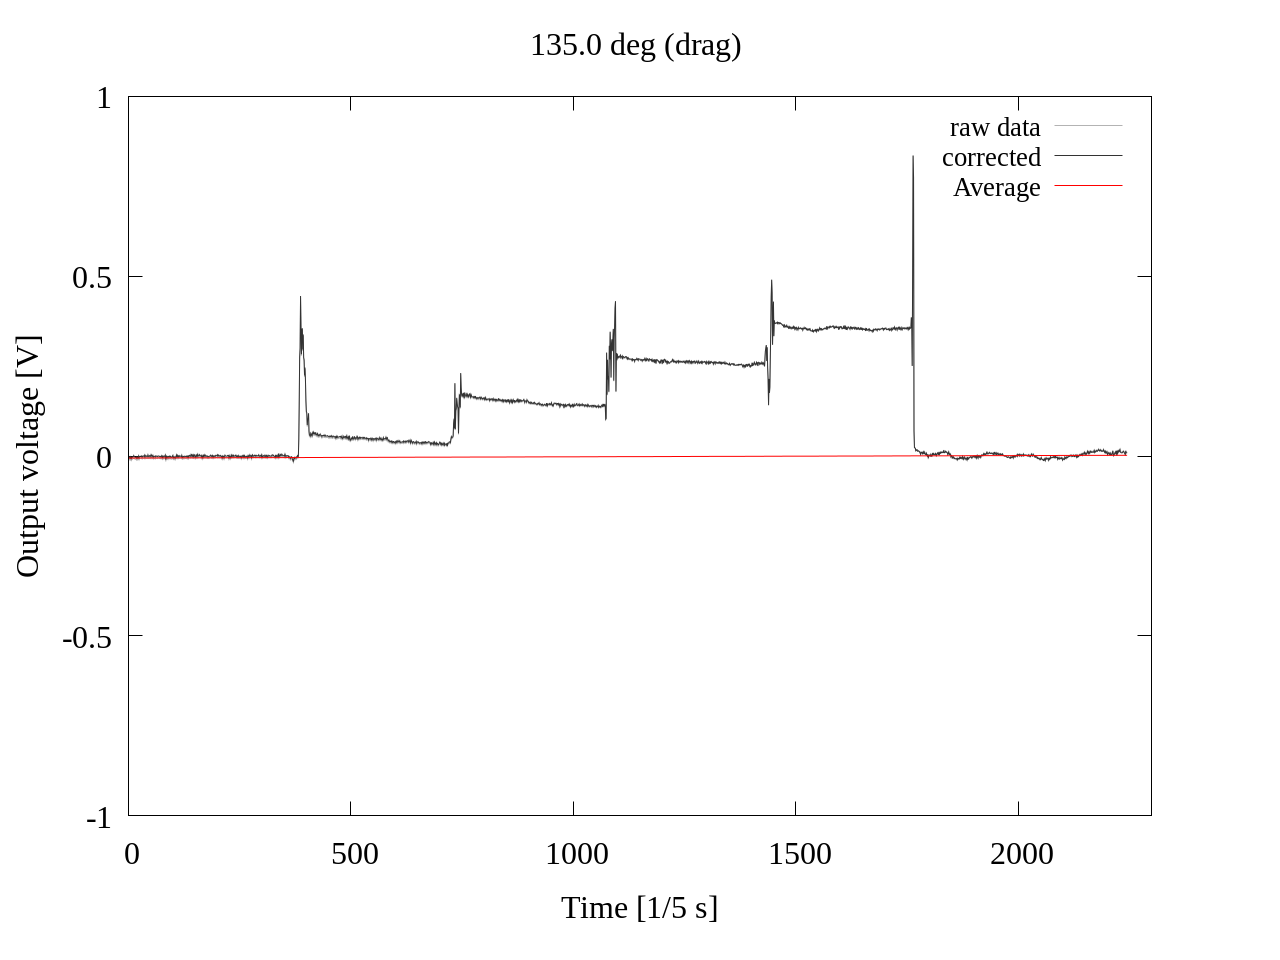 135.0 deg (drag)
raw data
corrected
Average
1
0.5
0
-0.5
-1
Output voltage [V]
0 500 1000 1500 2000
Time [1/5 s]